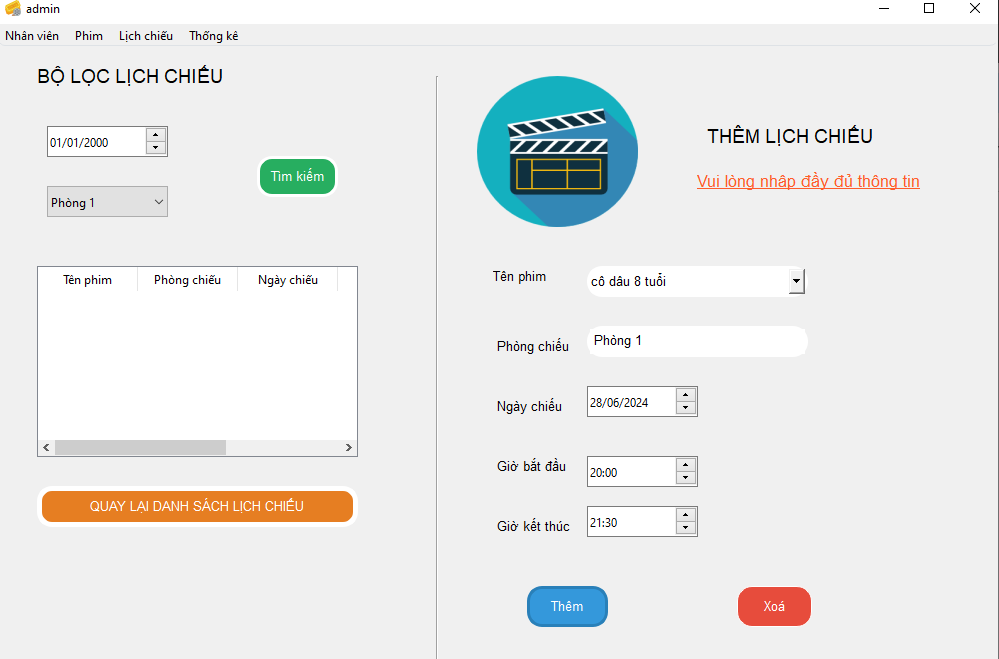 admin
Nhân viên Phim Lịch chiếu Thống kê
BỘ LỌC LỊCH CHIẾU
01/01/2000
Tìm kiếm
Phòng 1
Tên phim Phòng chiếu Ngày chiếu
QUAY LẠI DANH SÁCH LỊCH CHIẾU
THÊM LỊCH CHIẾU
Vui lòng nhâp đầy đủ thông tin
Tên phim cô dâu 8 tuổi
Phòng chiếu Phòng 1
Ngày chiếu 28/06/2024
Giờ bắt đầu 20:00
Giờ kết thúc 21:30
Thêm Xoá